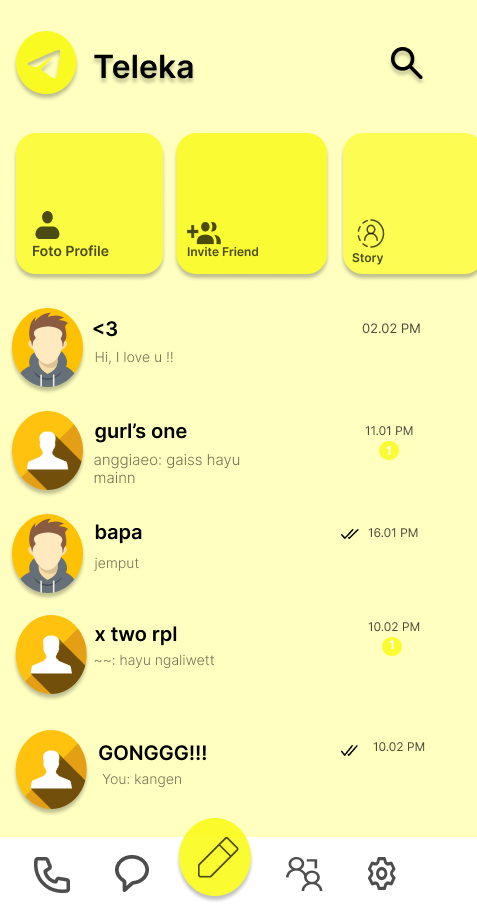 Teleka
Foto Profile
Invite Friend
Story
<3
02.02 PM
Hi, I love u !!
gurl’s one
11.01 PM
anggiaeo: gaiss hayu
1
mainn
bapa
16.01 PM
jemput
x two rpl
10.02 PM
~~: hayu ngaliwett
1
GONGGG!!!
10.02 PM
You: kangen